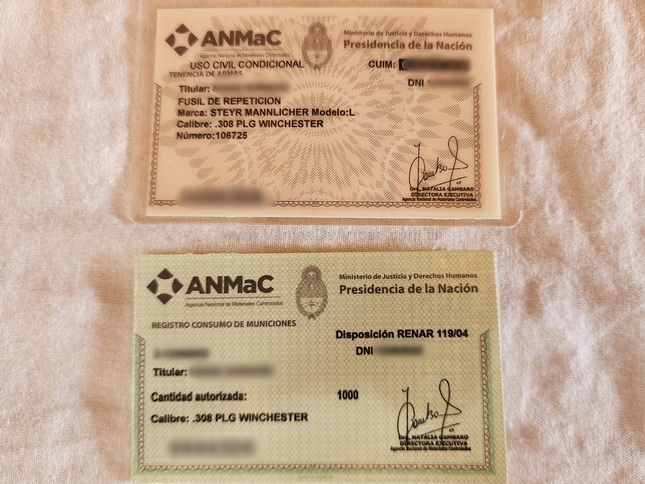 ANMaC
Agencia Nacional de Materiales Controlados
Ministerio de Justicia y Derechos Humanos
Presidencia de la Nación
USO CIVIL CONDICIONAL
CUIM:
TENENCIA DE ARMAS
DNI
Titular:
FUSIL DE REPETICION
Marca: STEYR MANNLICHER Modelo:L
Calibre: .308 PLG WINCHESTER
Número:106725
Dra. NATALIA GAMBARO
DIRECTORA EJECUTIVA
Agencia Nacional de Materiales Controlados
ANMaC
Agencia Nacional de Materiales Controlados
Ministerio de Justicia y Derechos Humanos
Presidencia de la Nación
REGISTRO CONSUMO DE MUNICIONES
Disposición RENAR 119/04
DNI
Titular:
Cantidad autorizada: 1000
Calibre: .308 PLG WINCHESTER
Dra. NATALIA GAMBARO
DIRECTORA EJECUTIVA
Agencia Nacional de Materiales Controlados